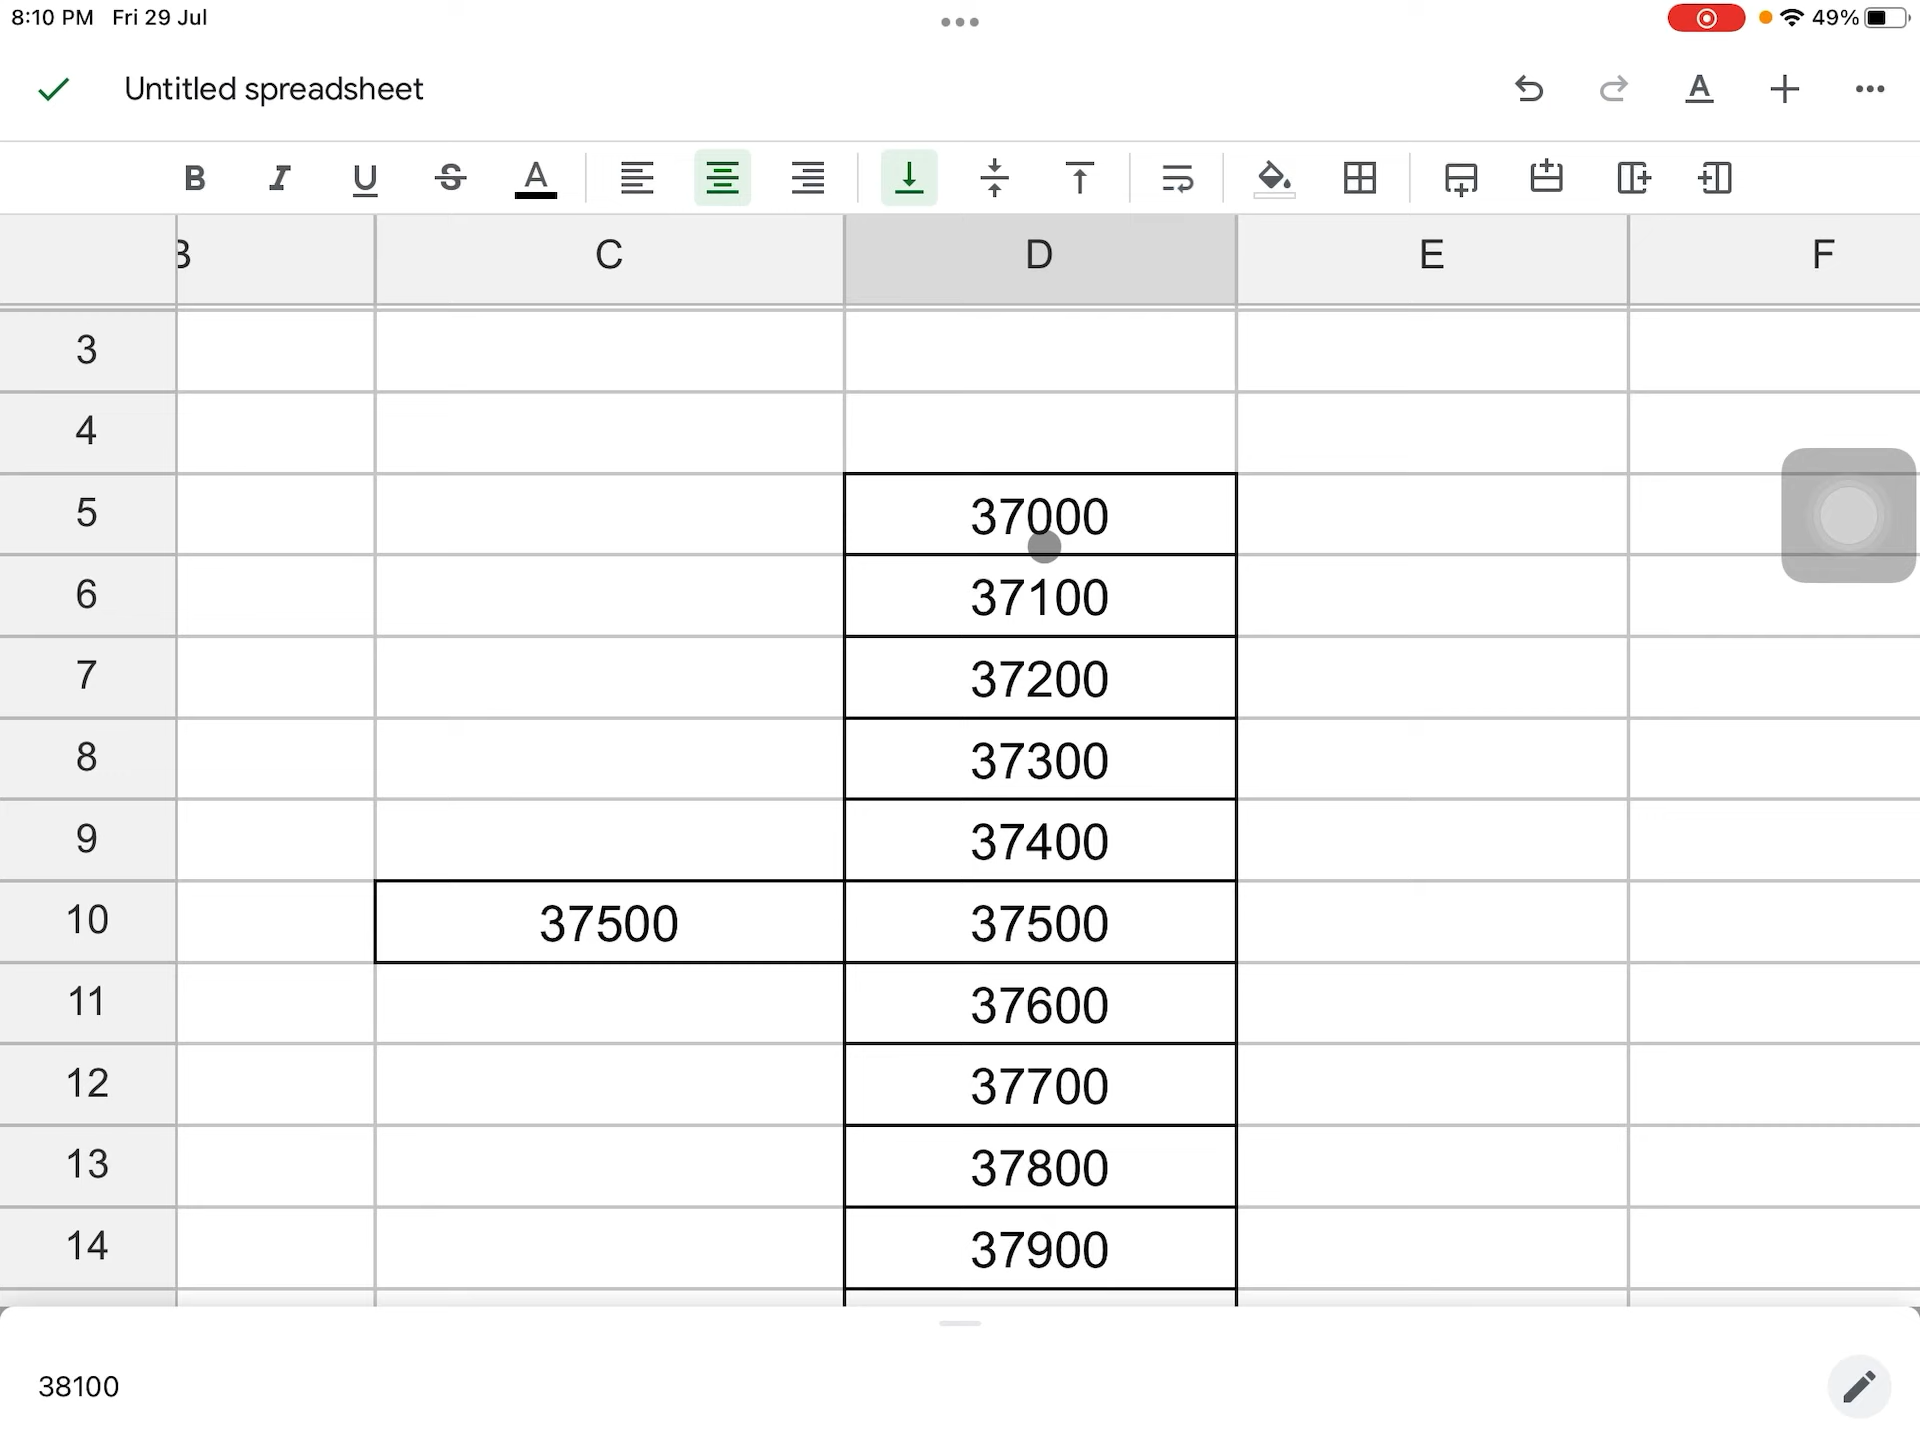 8:10 PM Fri 29 Jul
49%
Untitled spreadsheet
A
B I U S A
B C D E F
3
4
5 37000
6 37100
7 37200
8 37300
9 37400
10 37500 37500
11 37600
12 37700
13 37800
14 37900
38100